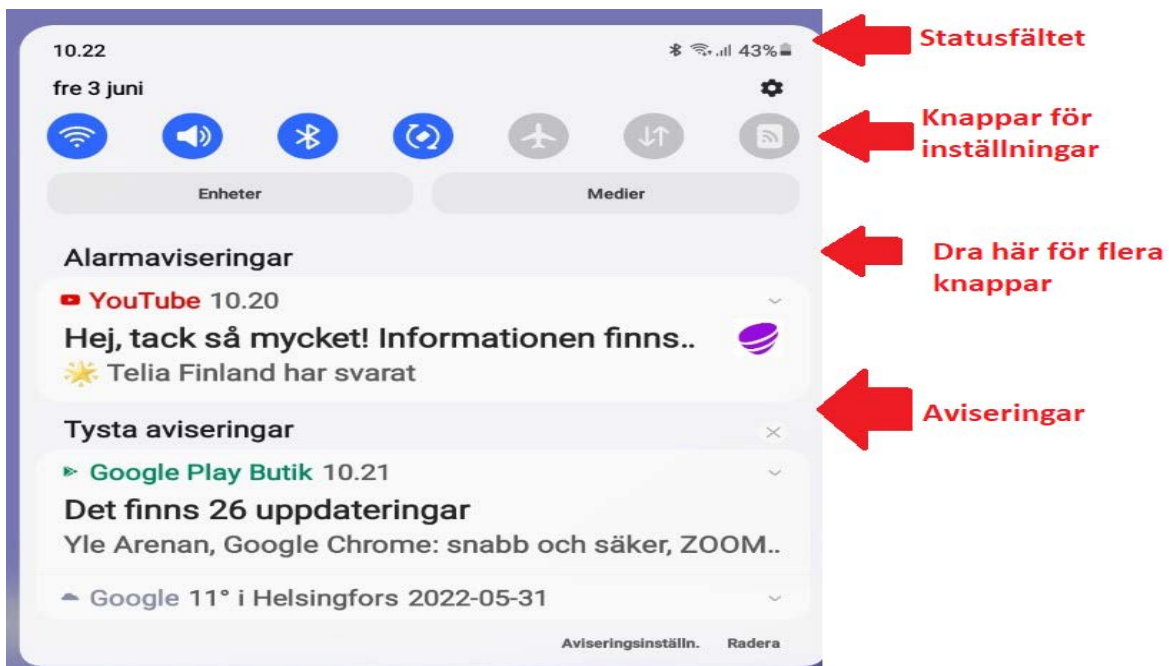 10.22
43%
Statusfältet
fre 3 juni
Knappar för
inställningar
Enheter
Medier
Dra här för flera
knappar
Alarmaviseringar
YouTube 10.20
Hej, tack så mycket! Informationen finns..
Telia Finland har svarat
Aviseringar
Tysta aviseringar
Google Play Butik 10.21
Det finns 26 uppdateringar
Yle Arenan, Google Chrome: snabb och säker, ZOOM..
Google 11° i Helsingfors 2022-05-31
Aviseringsinställn.
Radera